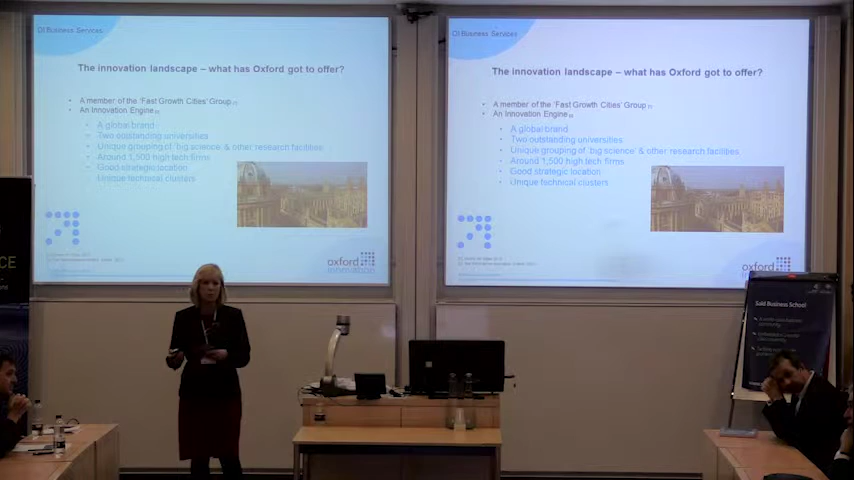 OI Business Services
The innovation landscape – what has Oxford got to offer?
• A member of the 'Fast Growth Cities' Group
• An Innovation Engine
• A global brand
• Two outstanding universities
• Unique grouping of 'big science' & other research facilities
• Around 1,500 high tech firms
• Good strategic location
• Unique technical clusters
oxford
innovation
OI Business Services
The innovation landscape – what has Oxford got to offer?
• A member of the 'Fast Growth Cities' Group
• An Innovation Engine
• A global brand
• Two outstanding universities
• Unique grouping of 'big science' & other research facilities
• Around 1,500 high tech firms
• Good strategic location
• Unique technical clusters
oxford
innovation
CE
Saïd Business School